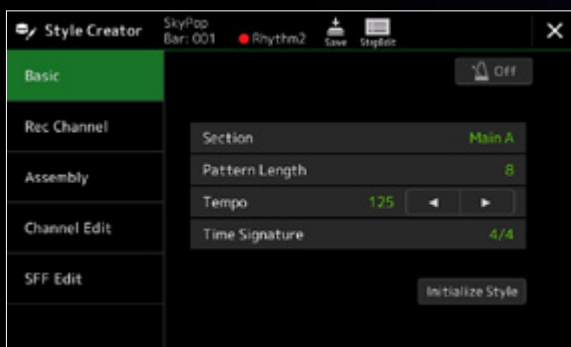 Style Creator
SkyPop
Bar: 001
Rhythm2
Save
StepEdit
Basic
Off
Rec Channel
Section Main A
Assembly
Pattern Length 8
Tempo 125
Channel Edit
Time Signature 4/4
SFF Edit
Initialize Style